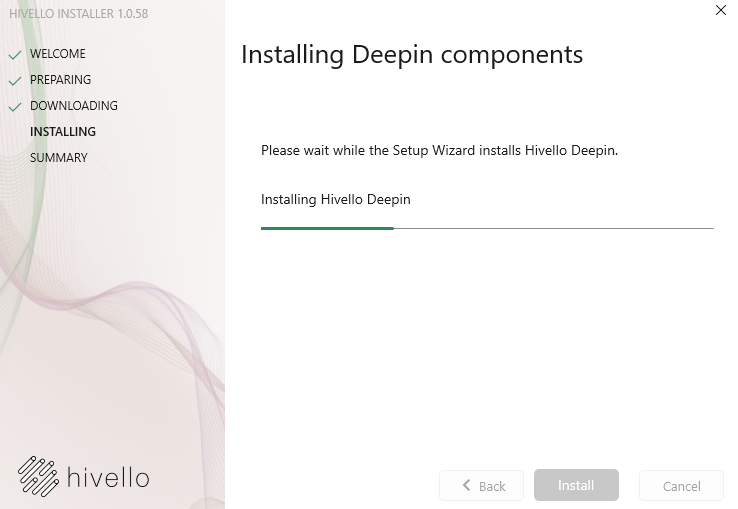 HIVELLO INSTALLER 1.0.58
WELCOME
PREPARING
DOWNLOADING
INSTALLING
SUMMARY
hivello
Installing Deepin components
Please wait while the Setup Wizard installs Hivello Deepin.
Installing Hivello Deepin
Back
Install
Cancel